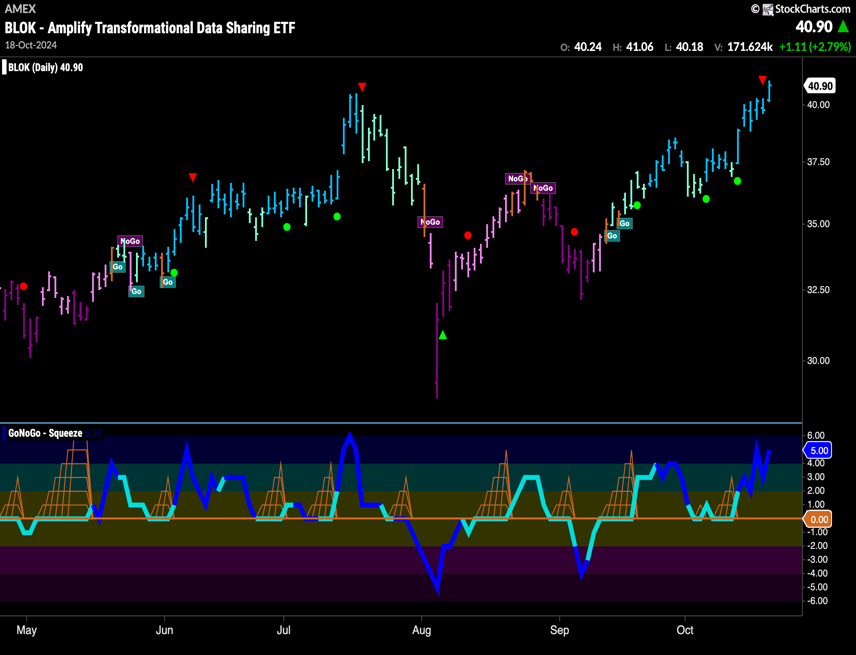 AMEX
© StockCharts.com
BLOK - Amplify Transformational Data Sharing ETF
40.90
18-Oct-2024
O: 40.24 H: 41.06 L: 40.18 V: 171.624k +1.11 (+2.79%)
BLOK (Daily) 40.90
40.90
40.00
37.50
35.00
32.50
30.00
NoGo
Go
Go
Go
NoGo
NoGo
NoGo
Go
Go
GoNoGo - Squeeze
6.00
5.00
4.00
3.00
2.00
1.00
0.00
-1.00
-2.00
-3.00
-4.00
-5.00
-6.00
May Jun Jul Aug Sep Oct